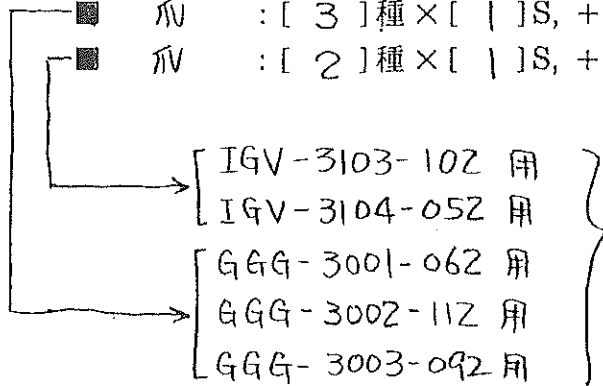 ■ 爪 :[ 3 ]種×[ 1 ]S, +
■ 爪 :[ 2 ]種×[ 1 ]S, +
IGV-3103-102 用
IGV-3104-052 用
GGG-3001-062 用
GGG-3002-112 用
GGG-3003-092 用